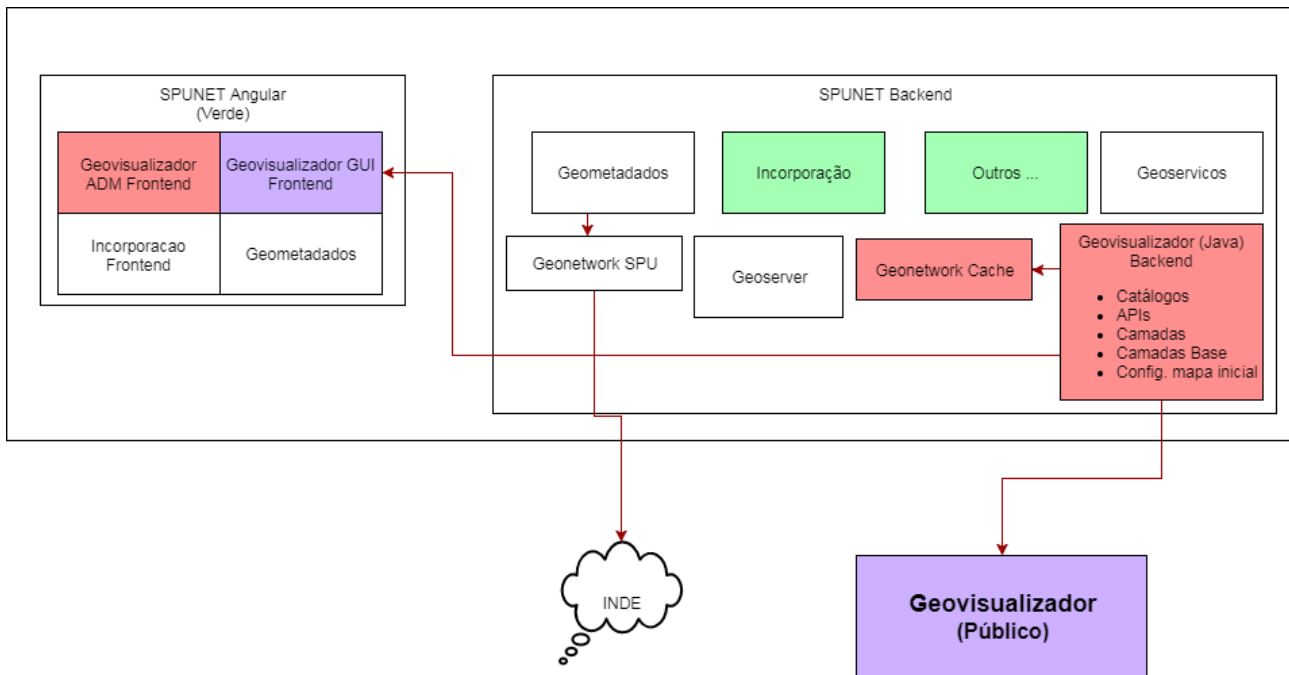 SPUNET Angular
(Verde)
Geovisualizador
ADM Frontend
Geovisualizador GUI
Frontend
Incorporacao
Frontend
Geometadados
SPUNET Backend
Geometadados
Incorporação
Outros ...
Geoservicos
Geonetwork SPU
Geoserver
Geonetwork Cache
Geovisualizador (Java)
Backend
• Catálogos
• APIs
• Camadas
• Camadas Base
• Config. mapa inicial
INDE
Geovisualizador
(Público)